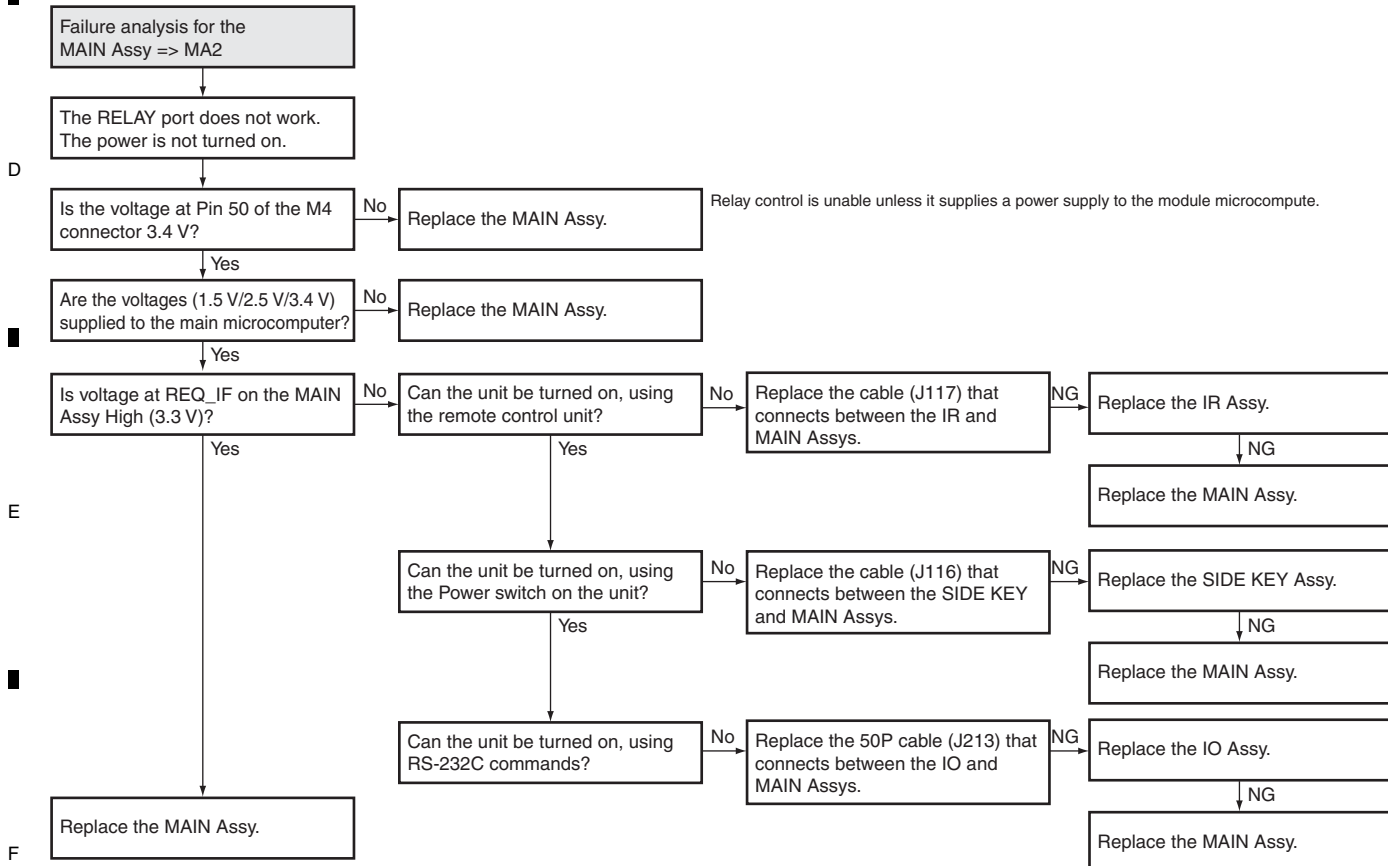 Failure analysis for the
MAIN Assy => MA2
The RELAY port does not work.
The power is not turned on.
D
Is the voltage at Pin 50 of the M4
connector 3.4 V?
No
Replace the MAIN Assy.
Relay control is unable unless it supplies a power supply to the module microcompute.
Yes
Are the voltages (1.5 V/2.5 V/3.4 V)
supplied to the main microcomputer?
No
Replace the MAIN Assy.
Yes
Is voltage at REQ_IF on the MAIN
Assy High (3.3 V)?
No
Can the unit be turned on, using
the remote control unit?
No
Replace the cable (J117) that
connects between the IR and
MAIN Assys.
NG
Replace the IR Assy.
NG
Replace the MAIN Assy.
Yes
Yes
E
Can the unit be turned on, using
the Power switch on the unit?
No
Replace the cable (J116) that
connects between the SIDE KEY
and MAIN Assys.
NG
Replace the SIDE KEY Assy.
NG
Replace the MAIN Assy.
Yes
Can the unit be turned on, using
RS-232C commands?
No
Replace the 50P cable (J213) that
connects between the IO and
MAIN Assys.
NG
Replace the IO Assy.
NG
Replace the MAIN Assy.
Replace the MAIN Assy.
F